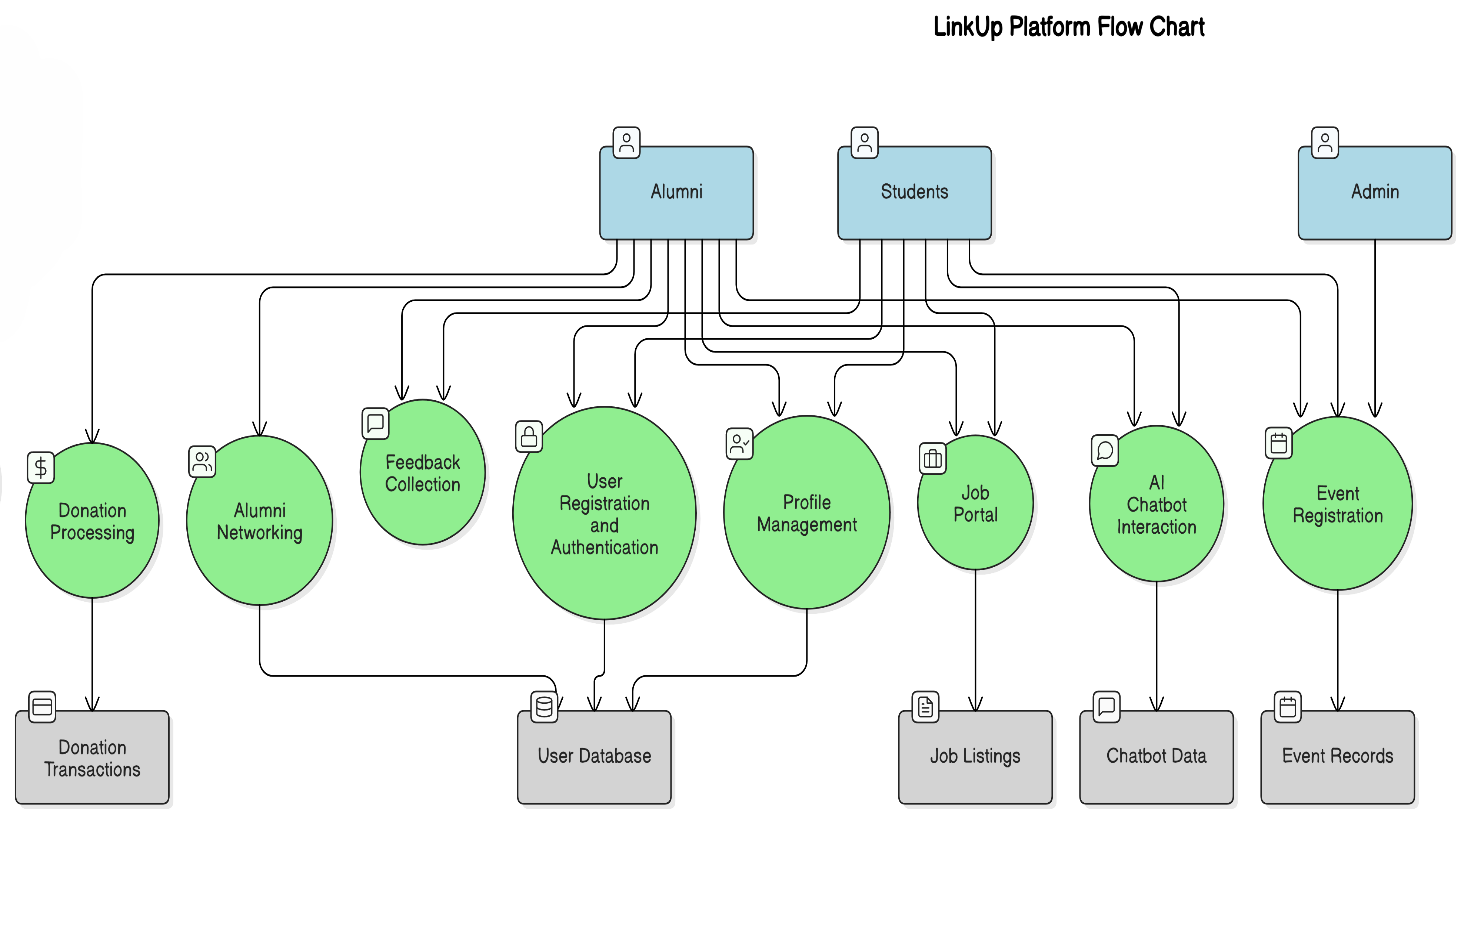 LinkUp Platform Flow Chart
Alumni
Students
Admin
Donation
Processing
Alumni
Networking
Feedback
Collection
User
Registration
and
Authentication
Profile
Management
Job
Portal
AI
Chatbot
Interaction
Event
Registration
Donation
Transactions
User Database
Job Listings
Chatbot Data
Event Records